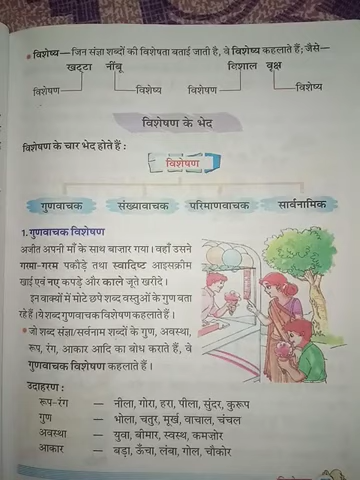 * विशेष्य—जिन संज्ञा शब्दों की विशेषता बताई जाती है, वे विशेष्य कहलाते हैं; जैसे—
खट्टा नींबू विशाल वृक्ष
विशेषण विशेष्य विशेषण विशेष्य
विशेषण के भेद
विशेषण के चार भेद होते हैं :
विशेषण
गुणवाचक संख्यावाचक परिमाणवाचक सार्वनामिक
1. गुणवाचक विशेषण
अजीत अपनी माँ के साथ बाज़ार गया। वहाँ उसने
गरमा-गरम पकौड़े तथा स्वादिष्ट आइसक्रीम
खाई एवं नए कपड़े और काले जूते खरीदे।
इन वाक्यों में मोटे छपे शब्द वस्तुओं के गुण बता
रहे हैं। ये शब्द गुणवाचक विशेषण कहलाते हैं।
* जो शब्द संज्ञा/सर्वनाम शब्दों के गुण, अवस्था,
रूप, रंग, आकार आदि का बोध कराते हैं, वे
गुणवाचक विशेषण कहलाते हैं।
उदाहरण :
रूप-रंग — नीला, गोरा, हरा, पीला, सुंदर, कुरूप
गुण — भोला, चतुर, मूर्ख, वाचाल, चंचल
अवस्था — युवा, बीमार, स्वस्थ, कमज़ोर
आकार — बड़ा, ऊँचा, लंबा, गोल, चौकोर